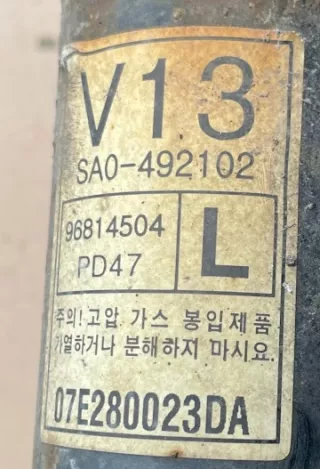 V13
SA0-492102
96814504
PD47
L
주의! 고압 가스 봉입제품
가열하거나 분해하지 마시요.
07E280023DA